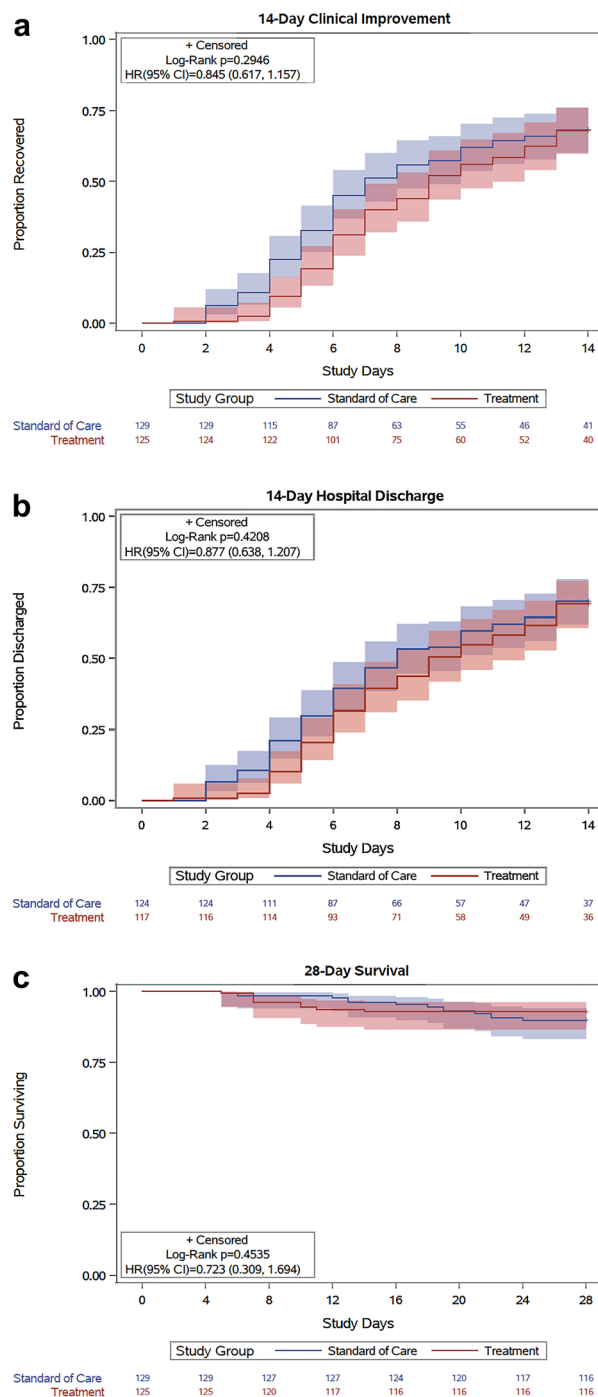 a
14-Day Clinical Improvement
+ Censored
Log-Rank p=0.2946
HR(95% CI)=0.845 (0.617, 1.157)
1.00
0.75
0.50
0.25
0.00
Proportion Recovered
0 2 4 6 8 10 12 14
Study Days
Study Group Standard of Care Treatment
Standard of Care 129 129 115 87 63 55 46 41
Treatment 125 124 122 101 75 60 52 40
b
14-Day Hospital Discharge
+ Censored
Log-Rank p=0.4208
HR(95% CI)=0.877 (0.638, 1.207)
1.00
0.75
0.50
0.25
0.00
Proportion Discharged
0 2 4 6 8 10 12 14
Study Days
Study Group Standard of Care Treatment
Standard of Care 124 124 111 87 66 57 47 37
Treatment 117 116 114 93 71 58 49 36
c
28-Day Survival
1.00
0.75
0.50
0.25
0.00
Proportion Surviving
+ Censored
Log-Rank p=0.4535
HR(95% CI)=0.723 (0.309, 1.694)
0 4 8 12 16 20 24 28
Study Days
Study Group Standard of Care Treatment
Standard of Care 129 129 127 127 124 120 117 116
Treatment 125 125 120 117 116 116 116 116